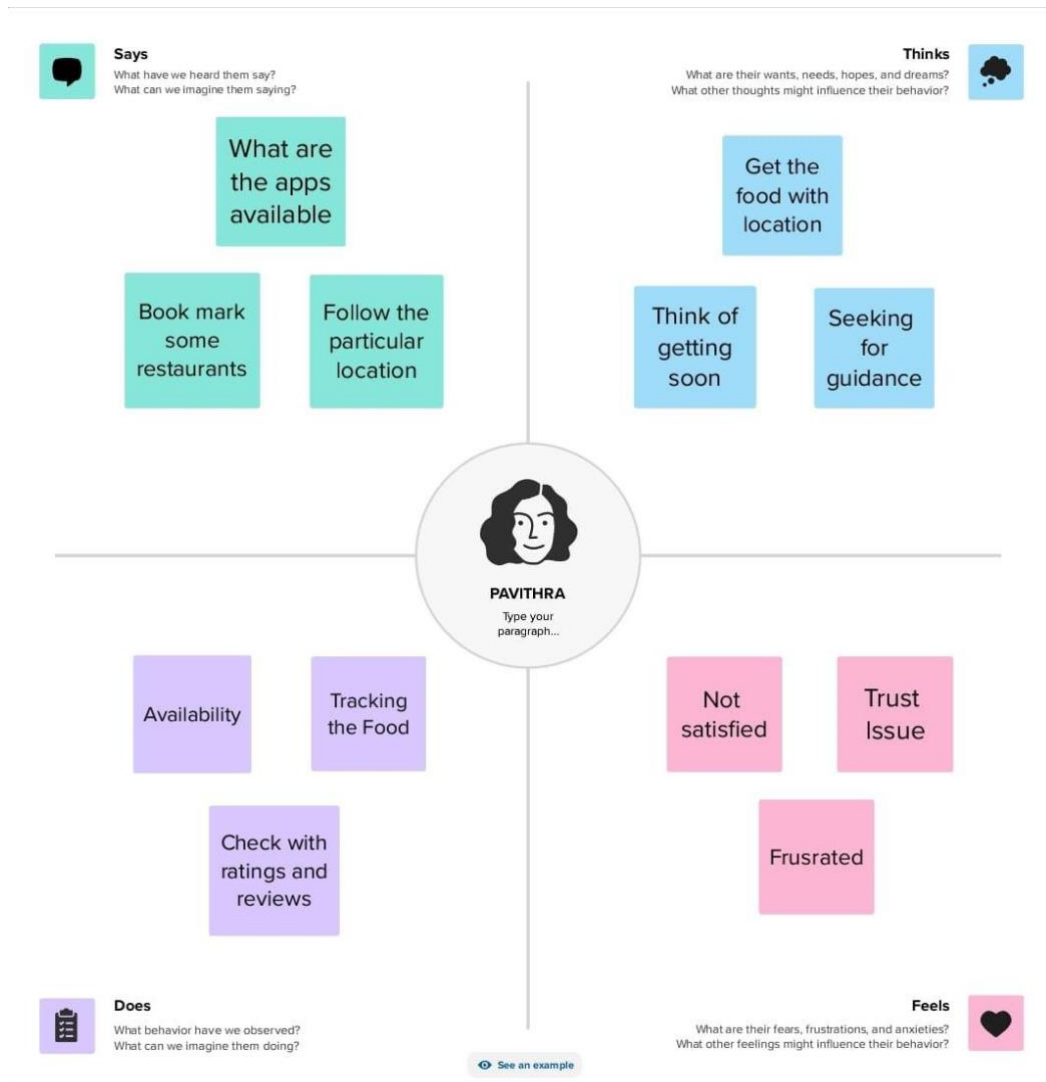 Says
What have we heard them say?
What can we imagine them saying?
What are
the apps
available
Book mark
some
restaurants
Follow the
particular
location
Thinks
What are their wants, needs, hopes, and dreams?
What other thoughts might influence their behavior?
Get the
food with
location
Think of
getting
soon
Seeking
for
guidance
PAVITHRA
Type your
paragraph...
Availability
Tracking
the Food
Check with
ratings and
reviews
Does
What behavior have we observed?
What can we imagine them doing?
Not
satisfied
Trust
Issue
Frusrated
Feels
What are their fears, frustrations, and anxieties?
What other feelings might influence their behavior?
See an example